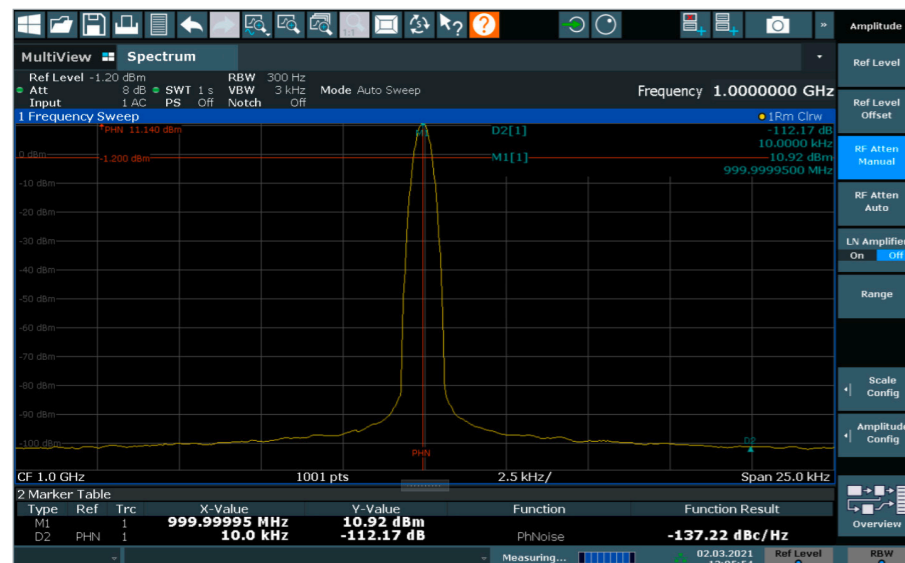 Amplitude
MultiView Spectrum
Ref Level -1.20 dBm RBW 300 Hz
Att 8 dB SWT 1 s VBW 3 kHz Mode Auto Sweep
Input 1 AC PS Off Notch Off
Frequency 1.0000000 GHz
1 Frequency Sweep
1Rm Clrw
PHN 11.140 dBm
M1
D2[1] -112.17 dB
10.0000 kHz
0 dBm
-1.200 dBm
M1[1] 10.92 dBm
999.9999500 MHz
-10 dBm
-20 dBm
-30 dBm
-40 dBm
-50 dBm
-60 dBm
-70 dBm
-80 dBm
-90 dBm
-100 dBm
D2
PHN
CF 1.0 GHz 1001 pts 2.5 kHz/ Span 25.0 kHz
2 Marker Table
Type Ref Trc X-Value Y-Value Function Function Result
M1 1 999.99995 MHz 10.92 dBm
D2 PHN 1 10.0 kHz -112.17 dB PhNoise -137.22 dBc/Hz
Measuring...
02.03.2021
Ref Level
RBW
Ref Level
Ref Level
Offset
RF Atten
Manual
RF Atten
Auto
LN Amplifier
On Off
Range
Scale
Config
Amplitude
Config
Overview